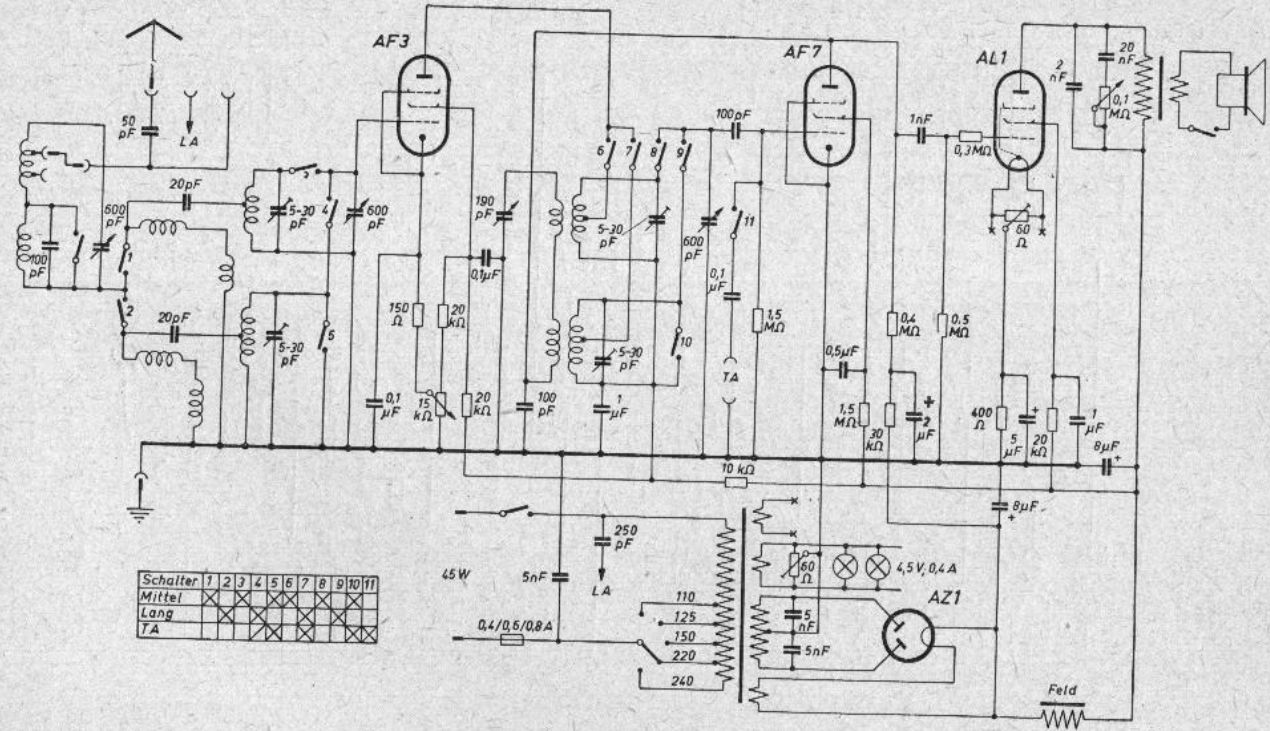 AF3
AF7
AL1
50 pF
LA
20 nF
2 nF
0,1 MΩ
100pF
1nF
0,3MΩ
6
7
8
9
20pF
5-30 pF
4
600 pF
600 pF
100 pF
1
190 pF
5-30 pF
600 pF
11
60 Ω
0,1µF
0,1 µF
2
20pF
5-30 pF
5
150 Ω
20 kΩ
5-30 pF
10
1,5 MΩ
0,4 MΩ
0,5 MΩ
TA
0,5µF
0,1 µF
15 kΩ
20 kΩ
100 pF
1 µF
1,5 MΩ
30 kΩ
+
2 µF
400 Ω
+
5 µF
20 kΩ
1 µF
8µF
+
10 kΩ
8µF
+
250 pF
LA
45W
5nF
60 Ω
4,5 V, 0,4 A
AZ1
5 nF
5nF
110
125
150
220
240
0,4/0,6/0,8A
Feld
Schalter 1 2 3 4 5 6 7 8 9 10 11
Mittel
Lang
TA